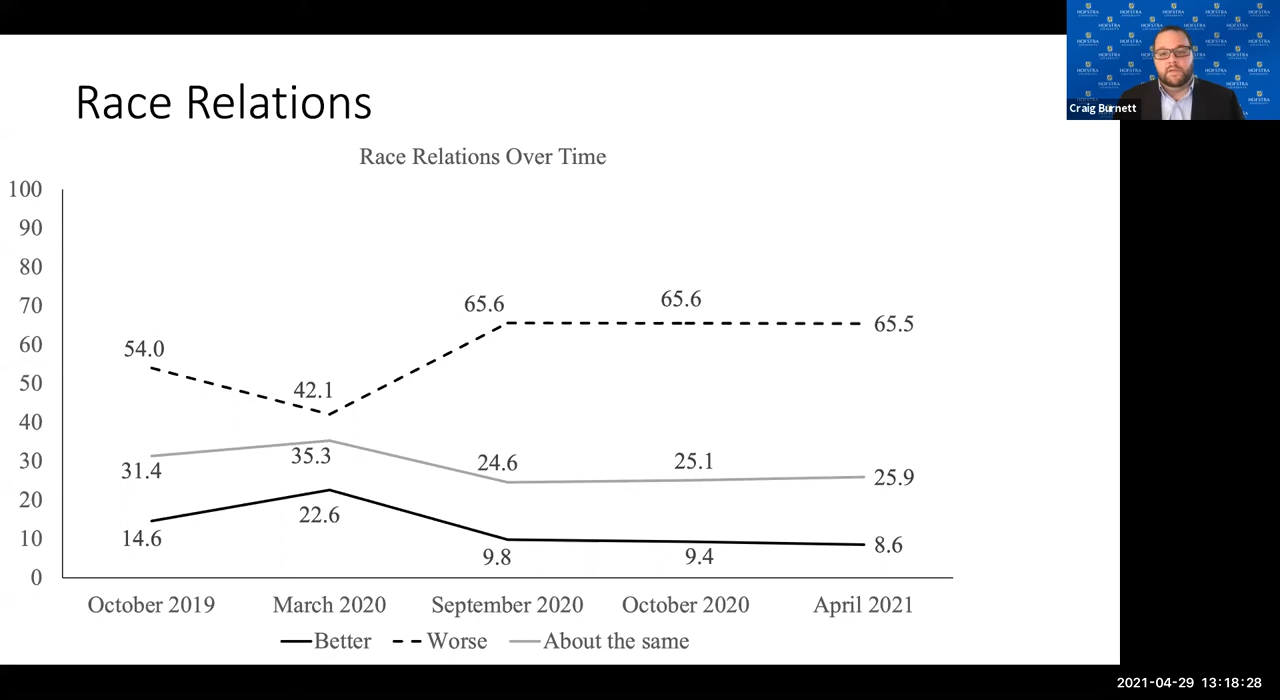 Race Relations
HOFSTRA
Craig Burnett
Race Relations Over Time
100
90
80
70
60
50
40
30
20
10
0
54.0
42.1
65.6
65.6
65.5
31.4
35.3
24.6
25.1
25.9
14.6
22.6
9.8
9.4
8.6
October 2019
March 2020
September 2020
October 2020
April 2021
Better
Worse
About the same
2021-04-29 13:18:28